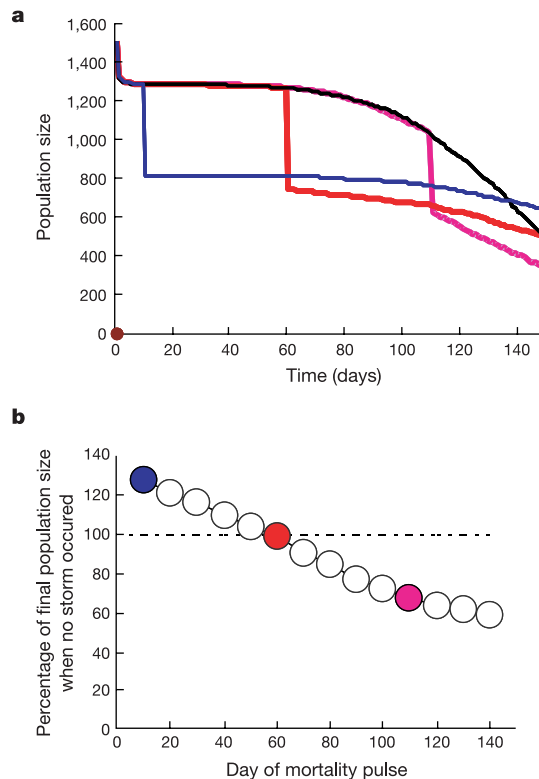 a
1,600
1,400
1,200
1,000
800
600
400
200
0
Population size
0 20 40 60 80 100 120 140
Time (days)
b
140
120
100
80
60
40
20
0
Percentage of final population size
when no storm occured
0 20 40 60 80 100 120 140
Day of mortality pulse